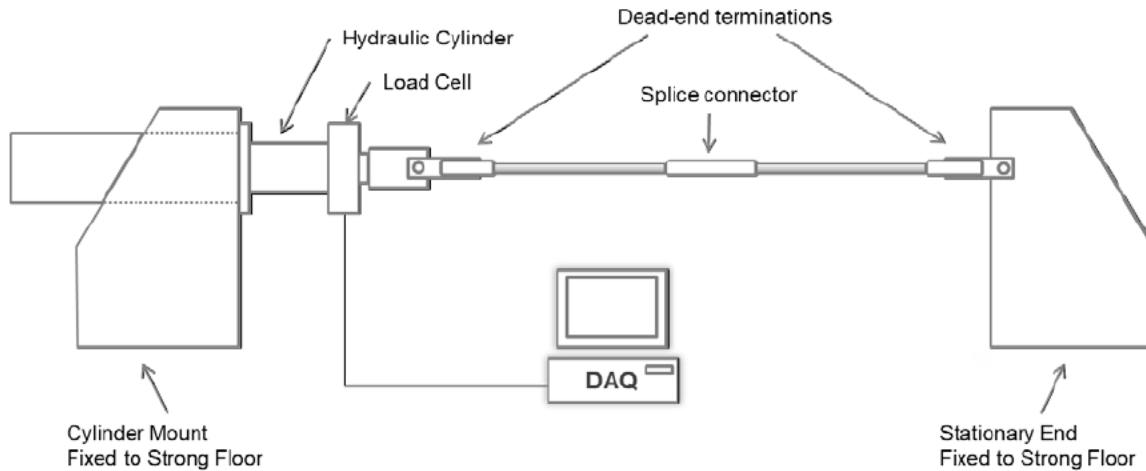 Dead-end terminations
Hydraulic Cylinder
Load Cell
Splice connector
DAQ
Cylinder Mount
Fixed to Strong Floor
Stationary End
Fixed to Strong Floor